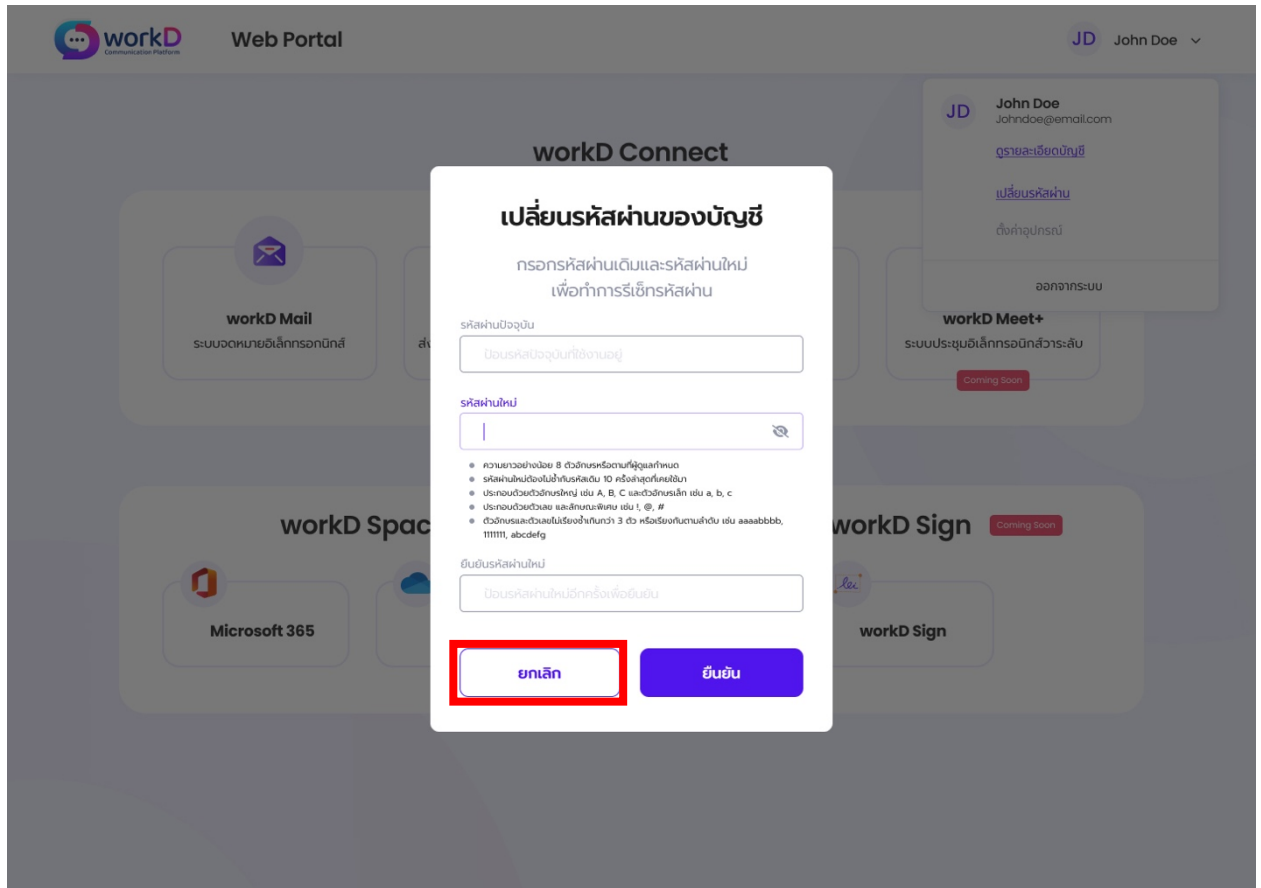 workD
Communication Platform
Web Portal
JD John Doe
JD
John Doe
Johndoe@email.com
ดูรายละเอียดบัญชี
เปลี่ยนรหัสผ่าน
ตั้งค่าอุปกรณ์
ออกจากระบบ
workD Connect
workD Mail
ระบบจดหมายอิเล็กทรอนิกส์
workD Meet+
ระบบประชุมอิเล็กทรอนิกส์วาระลับ
Coming Soon
เปลี่ยนรหัสผ่านของบัญชี
กรอกรหัสผ่านเดิมและรหัสผ่านใหม่
เพื่อทำการรีเซ็ทรหัสผ่าน
รหัสผ่านปัจจุบัน
ป้อนรหัสปัจจุบันที่ใช้งานอยู่
รหัสผ่านใหม่
ความยาวอย่างน้อย 8 ตัวอักษรหรือตามที่ผู้ดูแลกำหนด
รหัสผ่านใหม่ต้องไม่ซ้ำกับรหัสเดิม 10 ครั้งล่าสุดที่เคยใช้มา
ประกอบด้วยตัวอักษรใหญ่ เช่น A, B, C และตัวอักษรเล็ก เช่น a, b, c
ประกอบด้วยตัวเลข และลักษณะพิเศษ เช่น !, @, #
ตัวอักษรและตัวเลขไม่เรียงซ้ำกันกว่า 3 ตัว หรือเรียงกันตามลำดับ เช่น aaaabbbb,
1111111, abcdefg
ยืนยันรหัสผ่านใหม่
ป้อนรหัสผ่านใหม่อีกครั้งเพื่อยืนยัน
ยกเลิก
ยืนยัน
workD Spac
Microsoft 365
workD Sign
Coming Soon
workD Sign